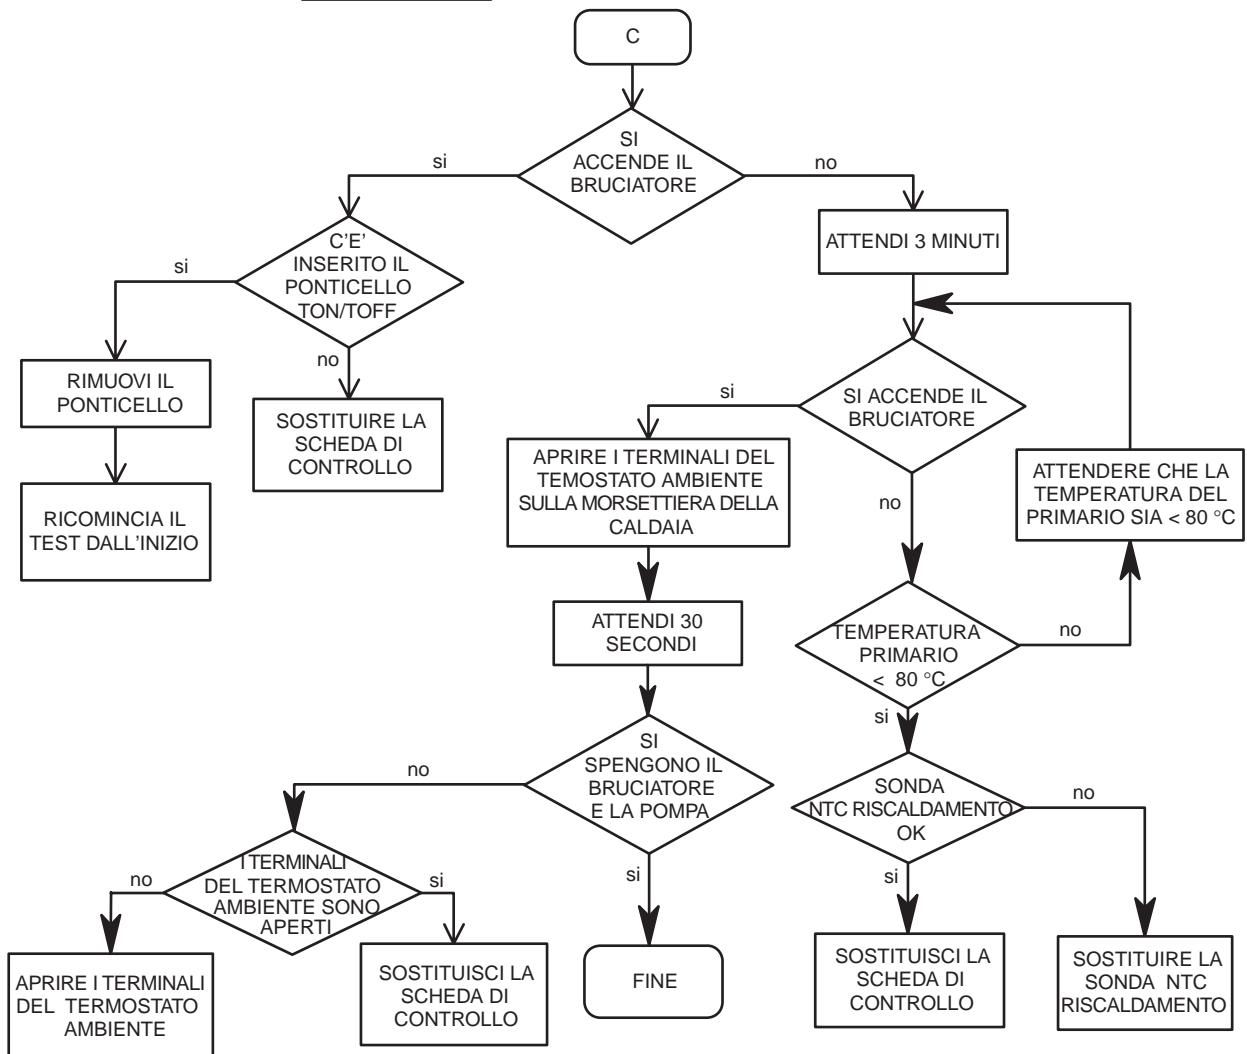 C
SI
ACCENDE IL
BRUCIATORE
si
no
C'E'
INSERITO IL
PONTICELLO
TON/TOFF
si
no
ATTENDI 3 MINUTI
RIMUOVI IL
PONTICELLO
SOSTITUIRE LA
SCHEDA DI
CONTROLLO
RICOMINCIA IL
TEST DALL'INIZIO
SI ACCENDE IL
BRUCIATORE
si
no
APRIRE I TERMINALI DEL
TEMOSTATO AMBIENTE
SULLA MORSETTIERA DELLA
CALDAIA
ATTENDERE CHE LA
TEMPERATURA DEL
PRIMARIO SIA < 80 °C
ATTENDI 30
SECONDI
TEMPERATURA
PRIMARIO
< 80 °C
no
si
SI
SPENGONO IL
BRUCIATORE
E LA POMPA
no
si
SONDA
NTC RISCALDAMENTO
OK
no
si
I TERMINALI
DEL TERMOSTATO
AMBIENTE SONO
APERTI
no
si
APRIRE I TERMINALI
DEL TERMOSTATO
AMBIENTE
SOSTITUISCI LA
SCHEDA DI
CONTROLLO
FINE
SOSTITUISCI LA
SCHEDA DI
CONTROLLO
SOSTITUIRE LA
SONDA NTC
RISCALDAMENTO